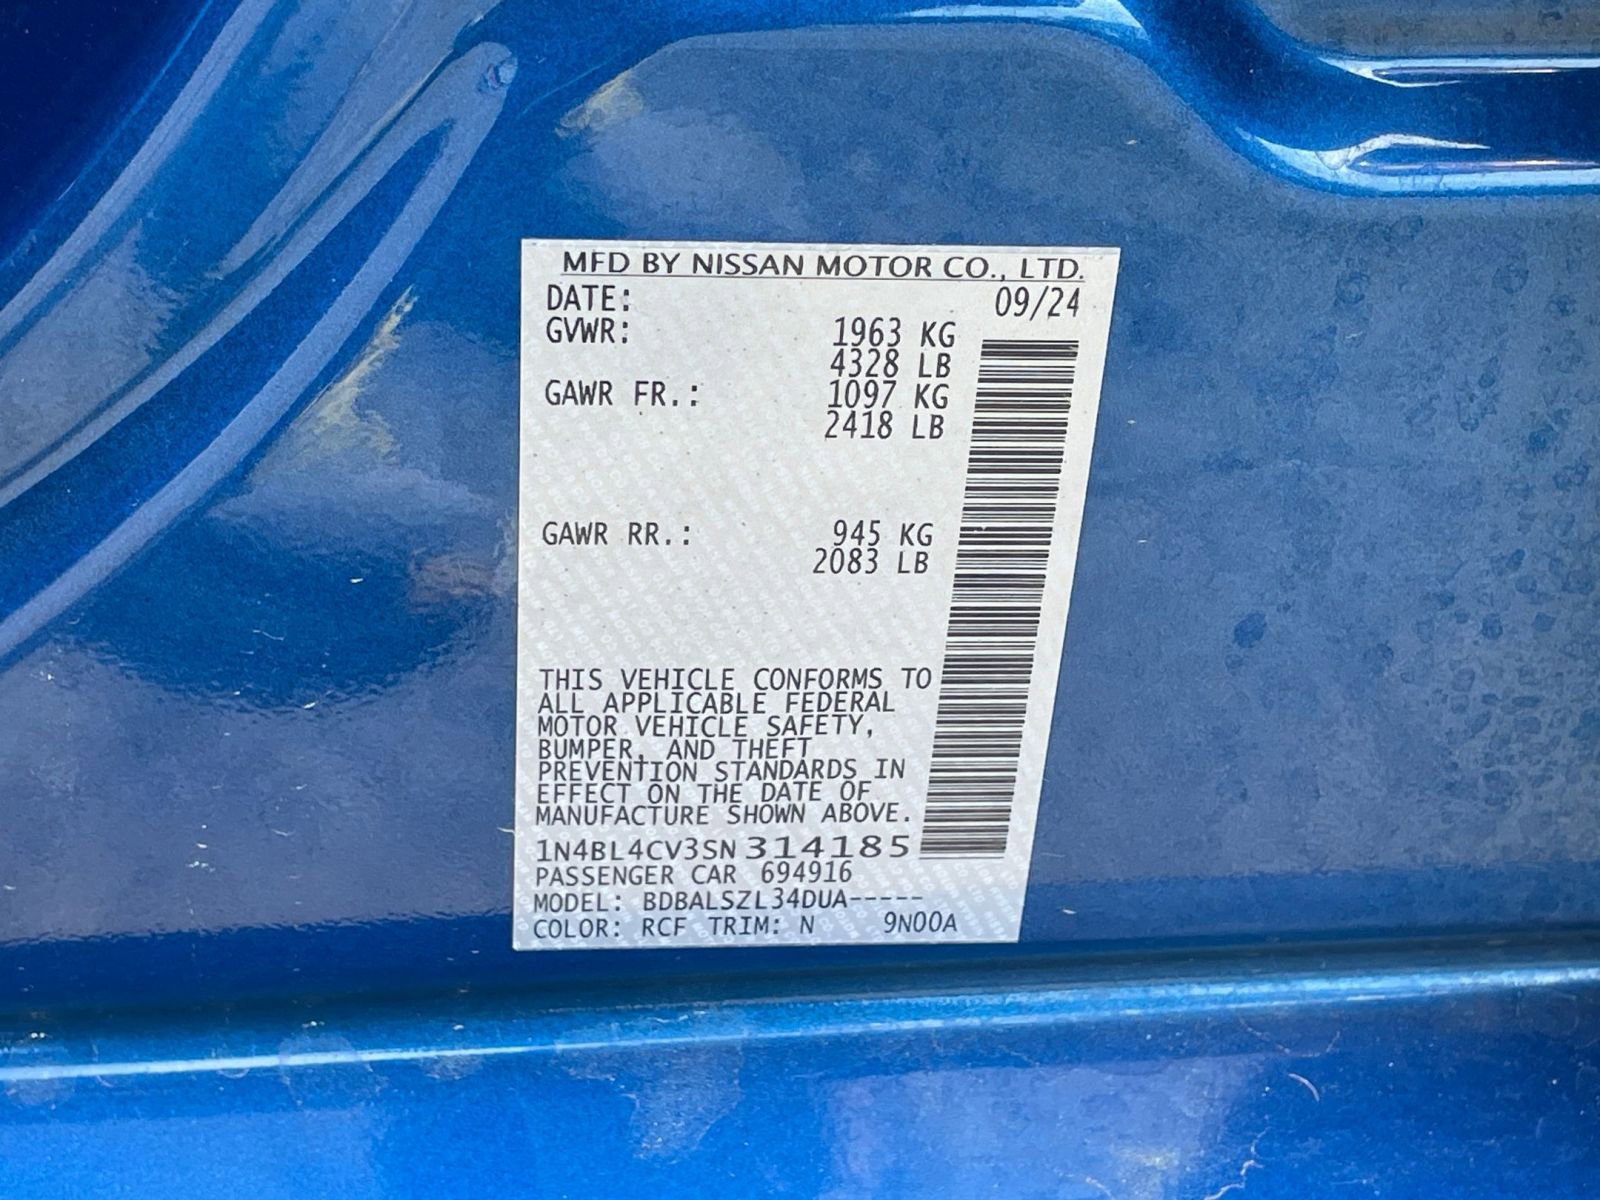 MFD BY NISSAN MOTOR CO., LTD.
DATE: 09/24
GVWR: 1963 KG
4328 LB
GAWR FR.: 1097 KG
2418 LB
GAWR RR.: 945 KG
2083 LB
THIS VEHICLE CONFORMS TO
ALL APPLICABLE FEDERAL
MOTOR VEHICLE SAFETY,
BUMPER, AND THEFT
PREVENTION STANDARDS IN
EFFECT ON THE DATE OF
MANUFACTURE SHOWN ABOVE.
1N4BL4CV3SN314185
PASSENGER CAR 694916
MODEL: BDBALSZL34DUA-----
COLOR: RCF TRIM: N 9N00A